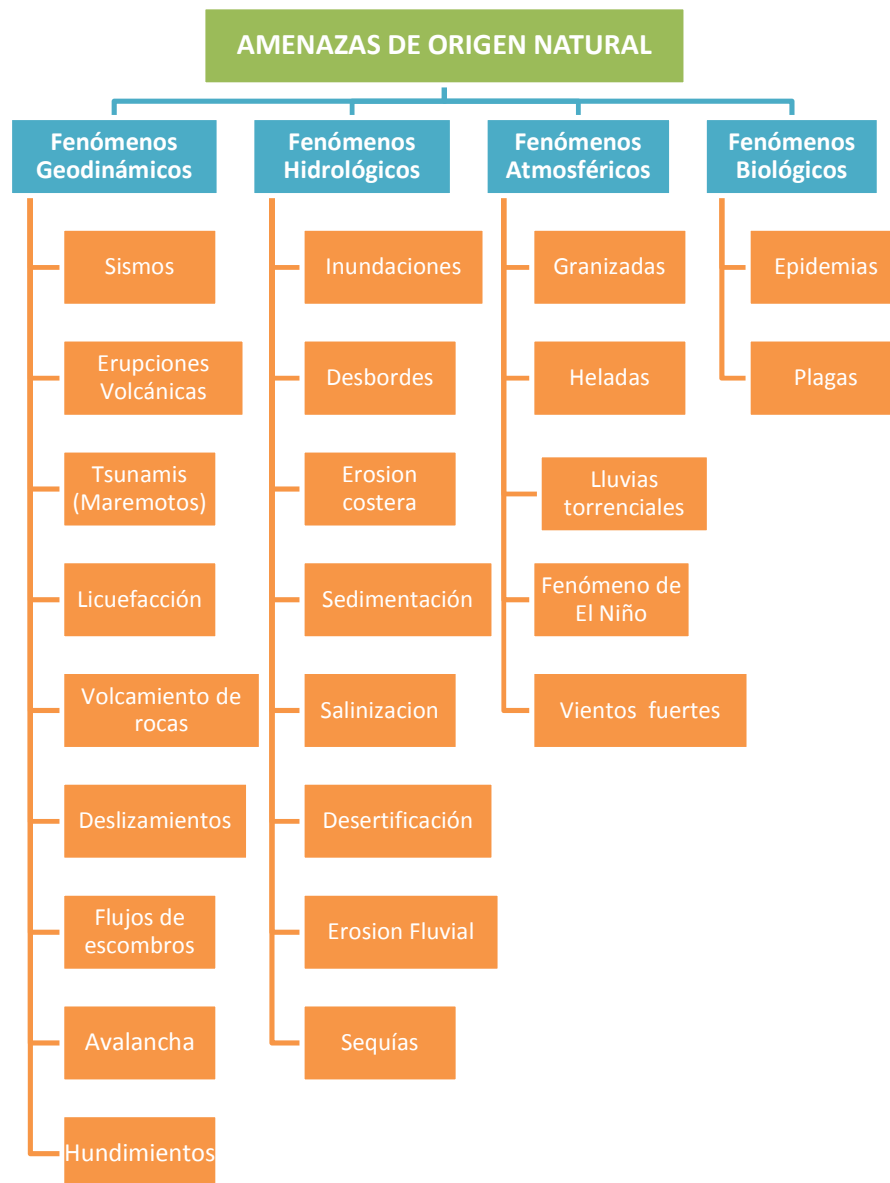 AMENAZAS DE ORIGEN NATURAL
Fenómenos
Geodinámicos
Sismos
Erupciones
Volcánicas
Tsunamis
(Maremotos)
Licuefacción
Volcamiento de
rocas
Deslizamientos
Flujos de
escombros
Avalancha
Hundimientos
Fenómenos
Hidrológicos
Inundaciones
Desbordes
Erosion
costera
Sedimentación
Salinizacion
Desertificación
Erosion Fluvial
Sequías
Fenómenos
Atmosféricos
Granizadas
Heladas
Lluvias
torrenciales
Fenómeno de
El Niño
Vientos fuertes
Fenómenos
Biológicos
Epidemias
Plagas